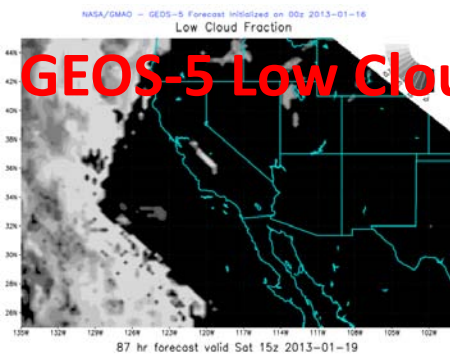 NASA/GMAO - GEOS-5 Forecast Initialized on 00z 2013-01-16
Low Cloud Fraction
GEOS-5 Low Clou
44N
42N
40N
38N
36N
34N
32N
30N
28N
26N
135W 132W 129W 126W 123W 120W 117W 114W 111W 108W 105W 102W
87 hr forecast valid Sat 15z 2013-01-19